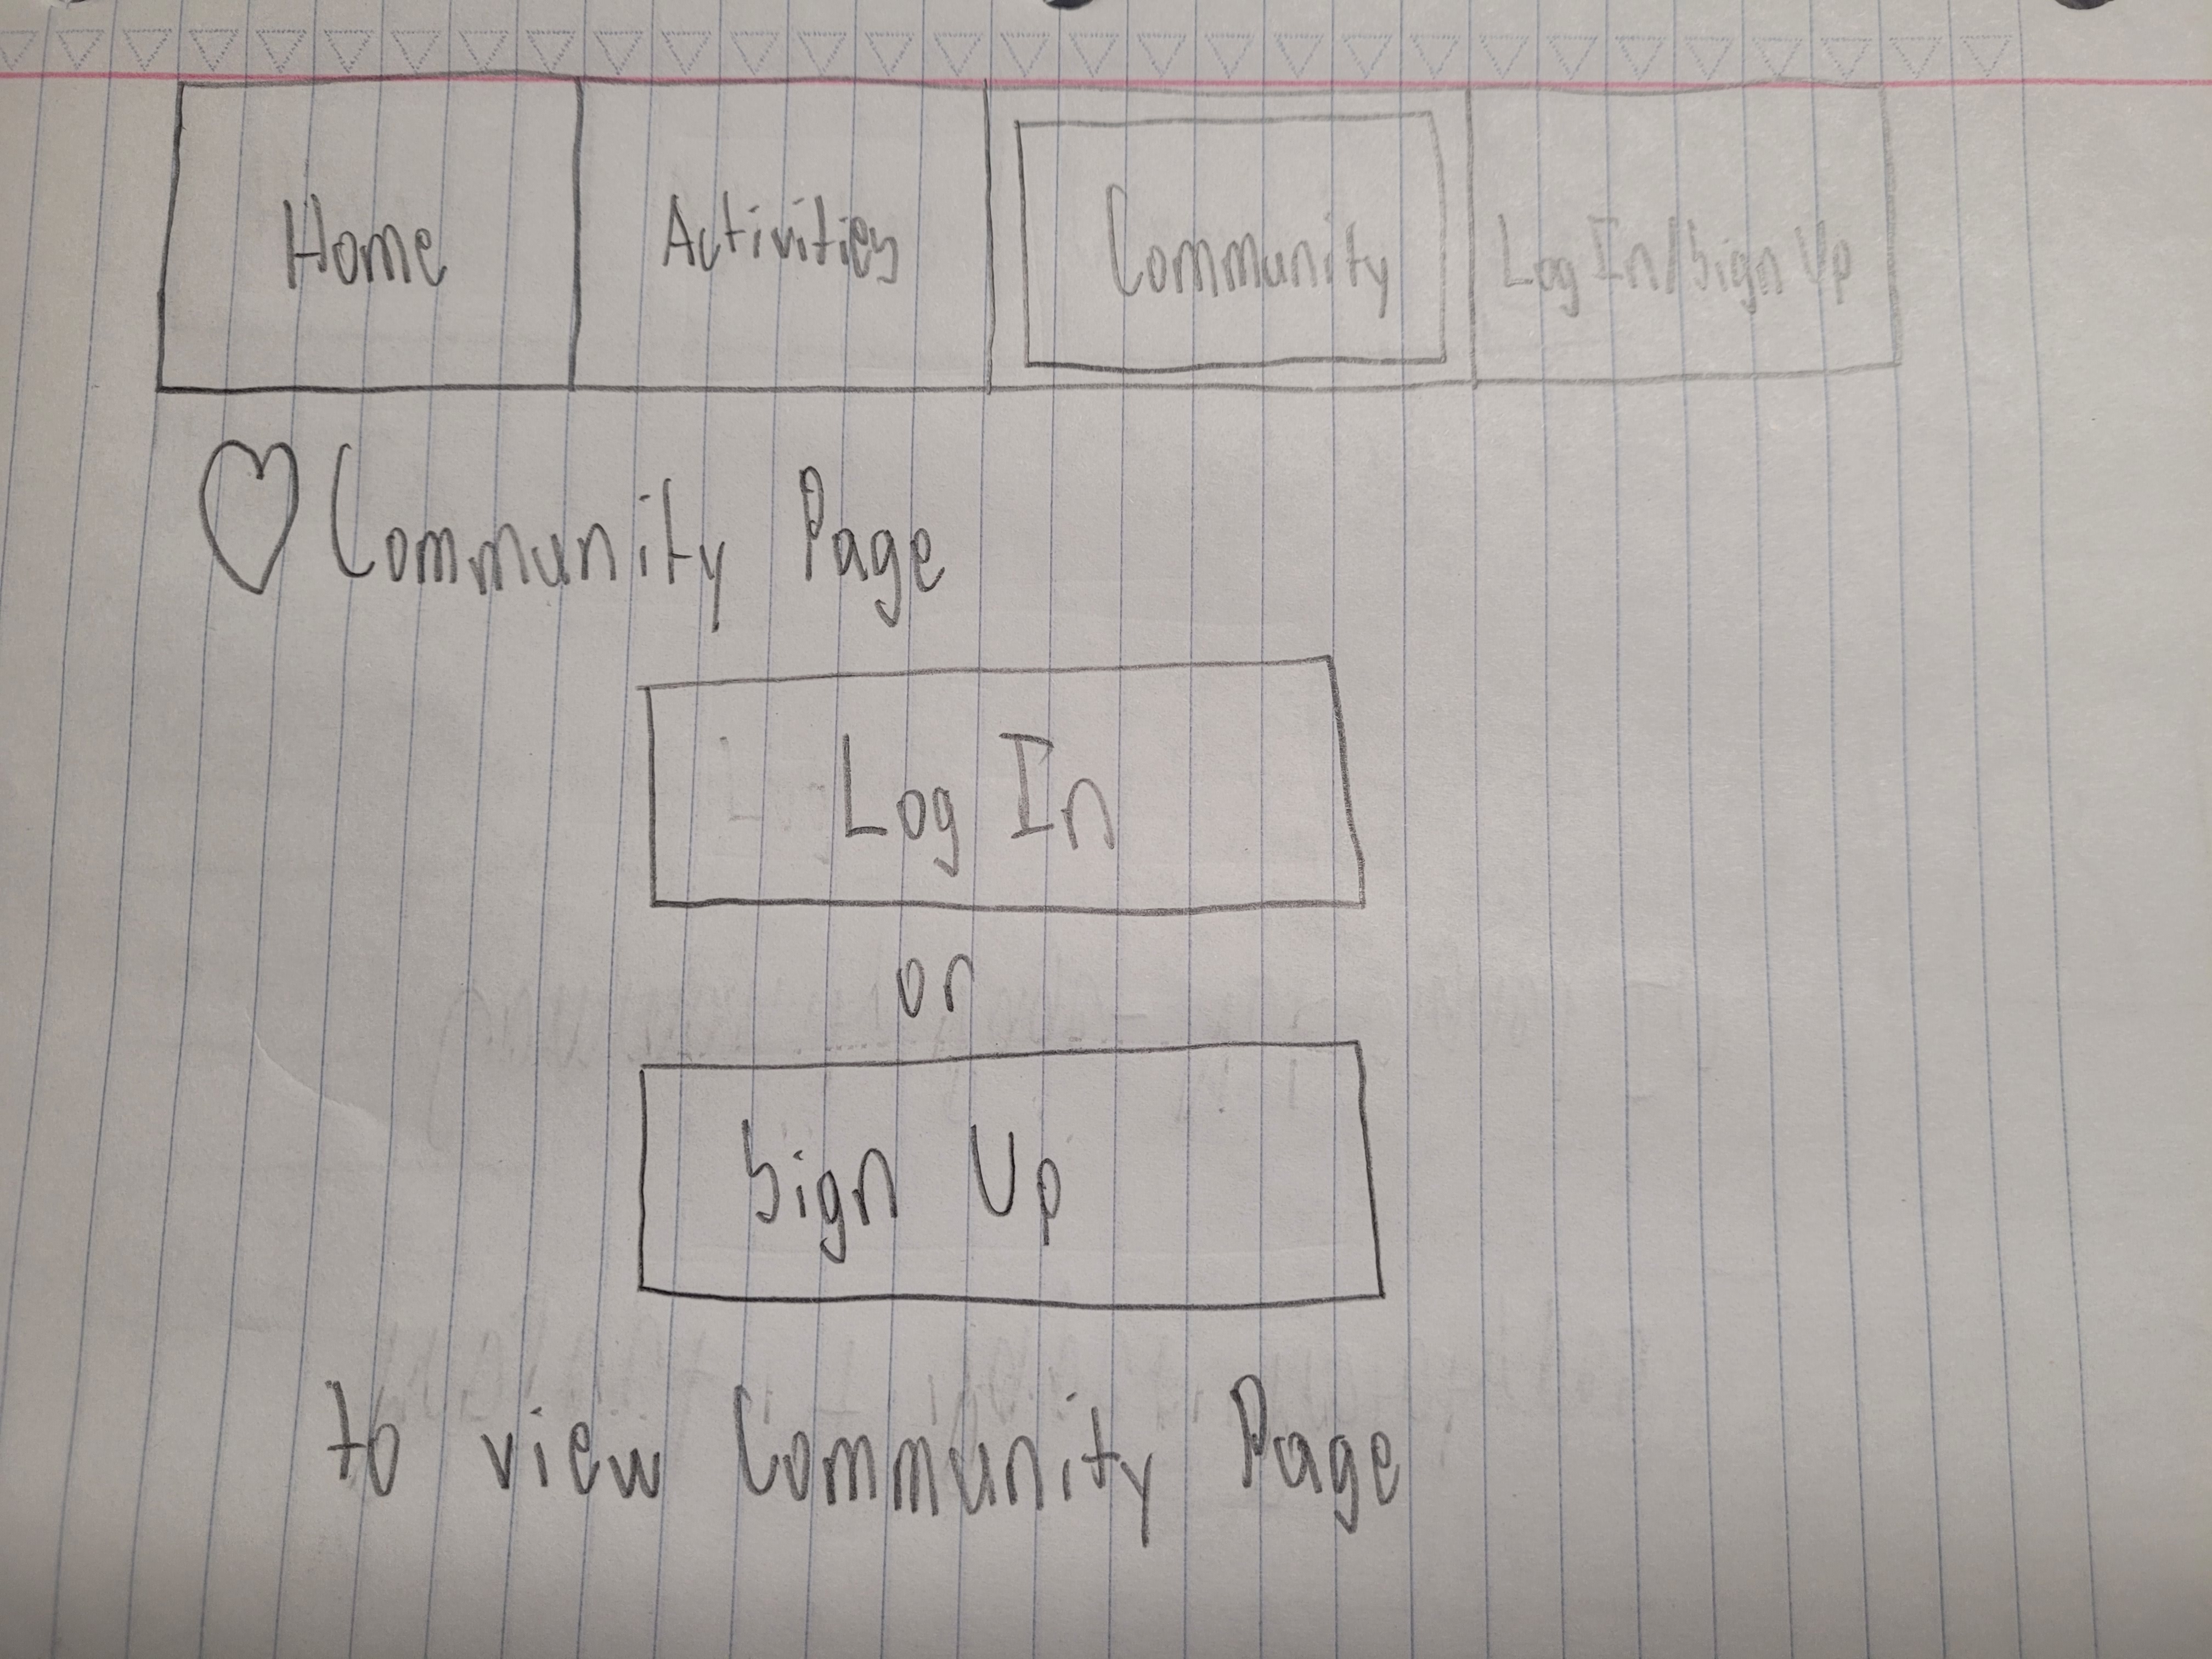 Home Activities Community Log In/Sign Up
Community Page
Log In
or
Sign Up
to view Community Page